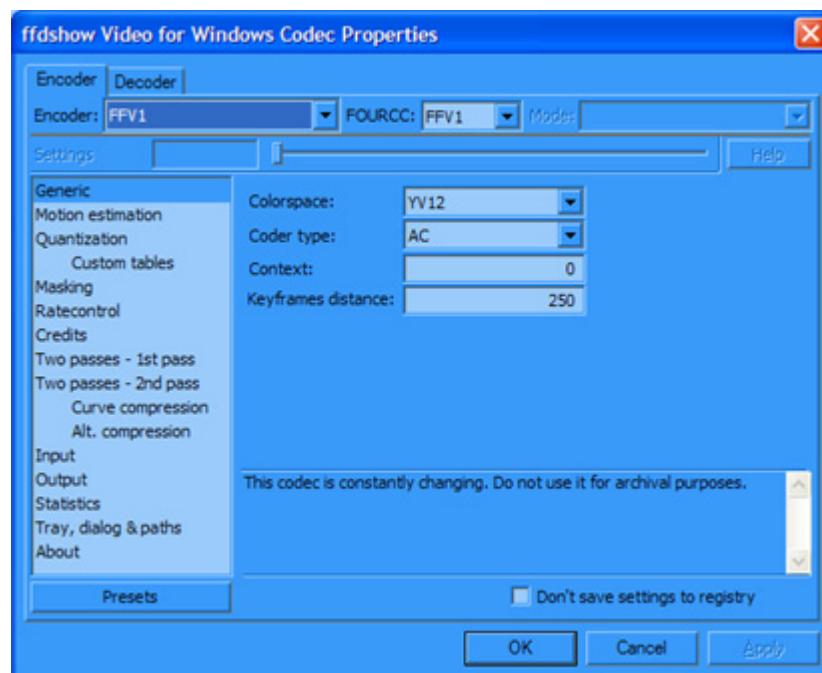 ffdshow Video for Windows Codec Properties
Encoder Decoder
Encoder: FFV1 FOURCC: FFV1 Mode:
Settings Help
Generic
Motion estimation
Quantization
Custom tables
Masking
Ratecontrol
Credits
Two passes - 1st pass
Two passes - 2nd pass
Curve compression
Alt. compression
Input
Output
Statistics
Tray, dialog & paths
About
Presets
Colorspace: YV12
Coder type: AC
Context: 0
Keyframes distance: 250
This codec is constantly changing. Do not use it for archival purposes.
Don't save settings to registry
OK Cancel Apply